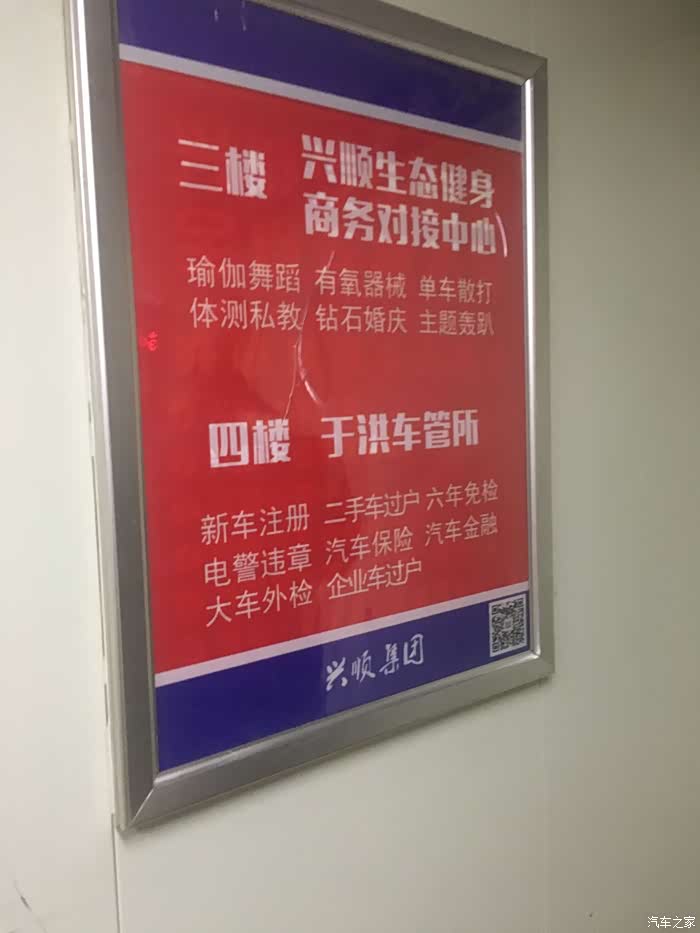 三楼 兴顺生态健身
商务对接中心
瑜伽舞蹈 有氧器械 单车散打
体测私教 钻石婚庆 主题轰趴
四楼 于洪车管所
新车注册 二手车过户 六年免检
电警违章 汽车保险 汽车金融
大车外检 企业车过户
兴顺集团
汽车之家